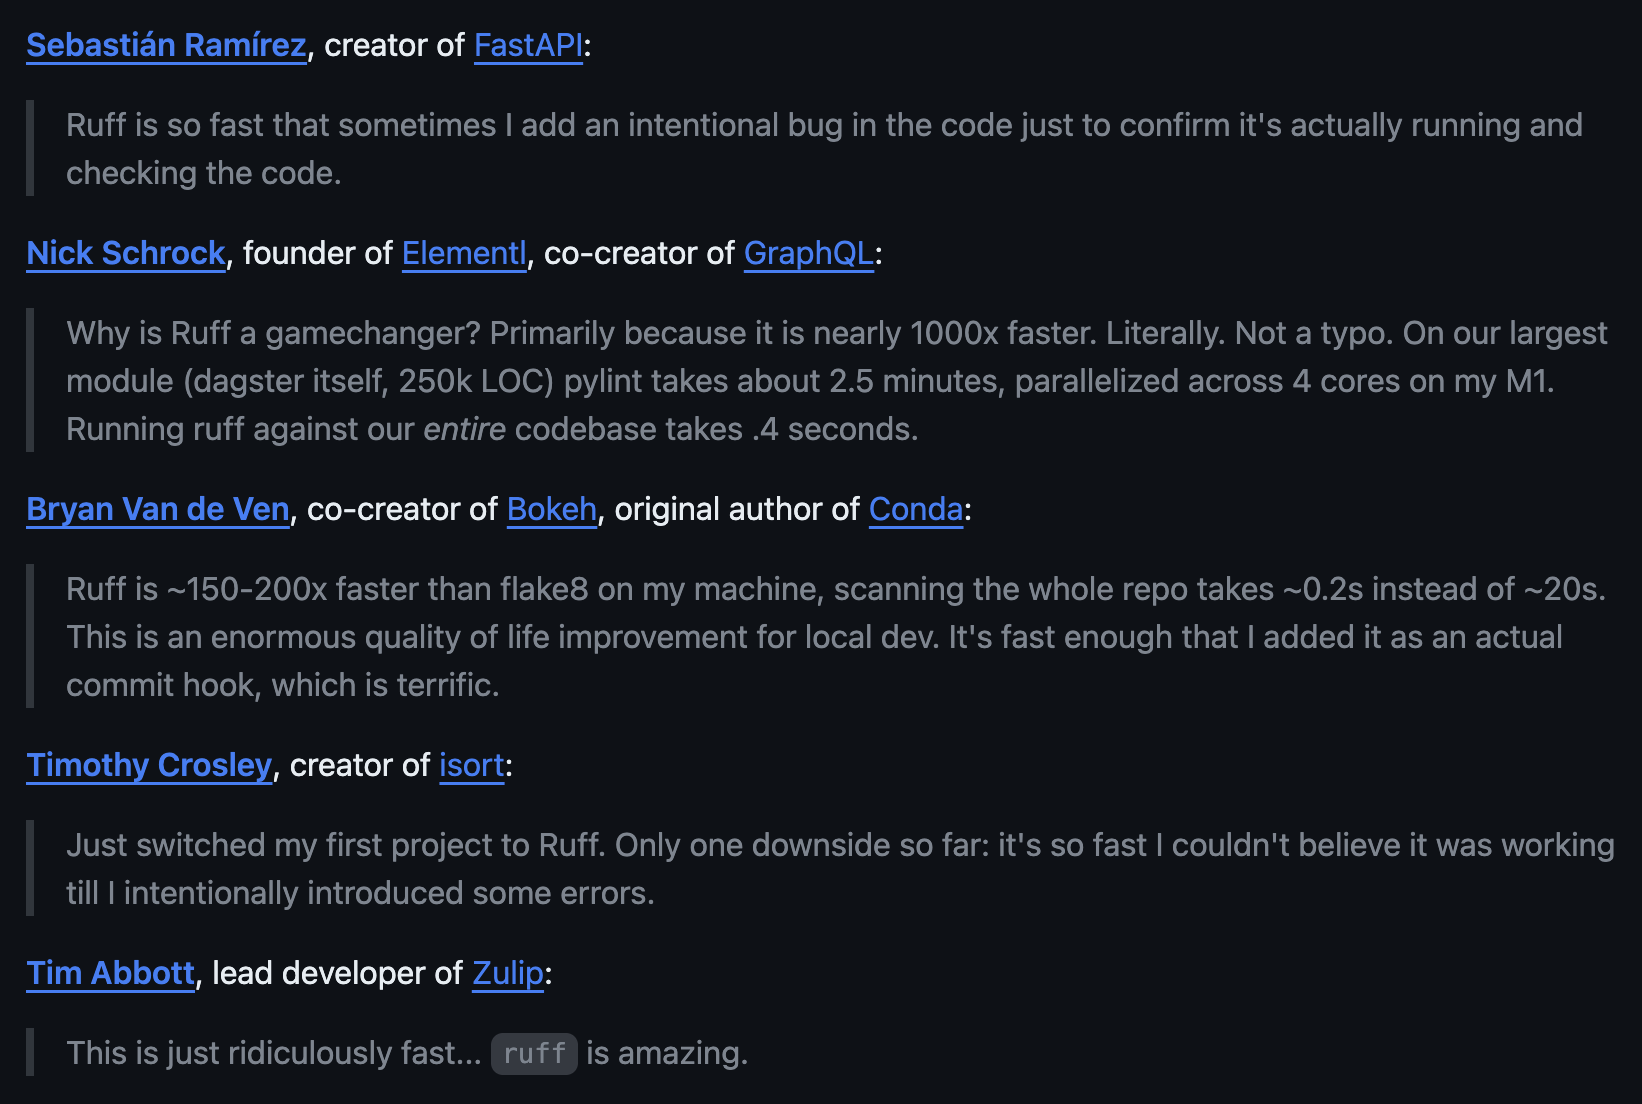 Sebastián Ramírez, creator of FastAPI:
Ruff is so fast that sometimes I add an intentional bug in the code just to confirm it's actually running and
checking the code.
Nick Schrock, founder of Elementl, co-creator of GraphQL:
Why is Ruff a gamechanger? Primarily because it is nearly 1000x faster. Literally. Not a typo. On our largest
module (dagster itself, 250k LOC) pylint takes about 2.5 minutes, parallelized across 4 cores on my M1.
Running ruff against our entire codebase takes .4 seconds.
Bryan Van de Ven, co-creator of Bokeh, original author of Conda:
Ruff is ~150-200x faster than flake8 on my machine, scanning the whole repo takes ~0.2s instead of ~20s.
This is an enormous quality of life improvement for local dev. It's fast enough that I added it as an actual
commit hook, which is terrific.
Timothy Crosley, creator of isort:
Just switched my first project to Ruff. Only one downside so far: it's so fast I couldn't believe it was working
till I intentionally introduced some errors.
Tim Abbott, lead developer of Zulip:
This is just ridiculously fast... ruff is amazing.